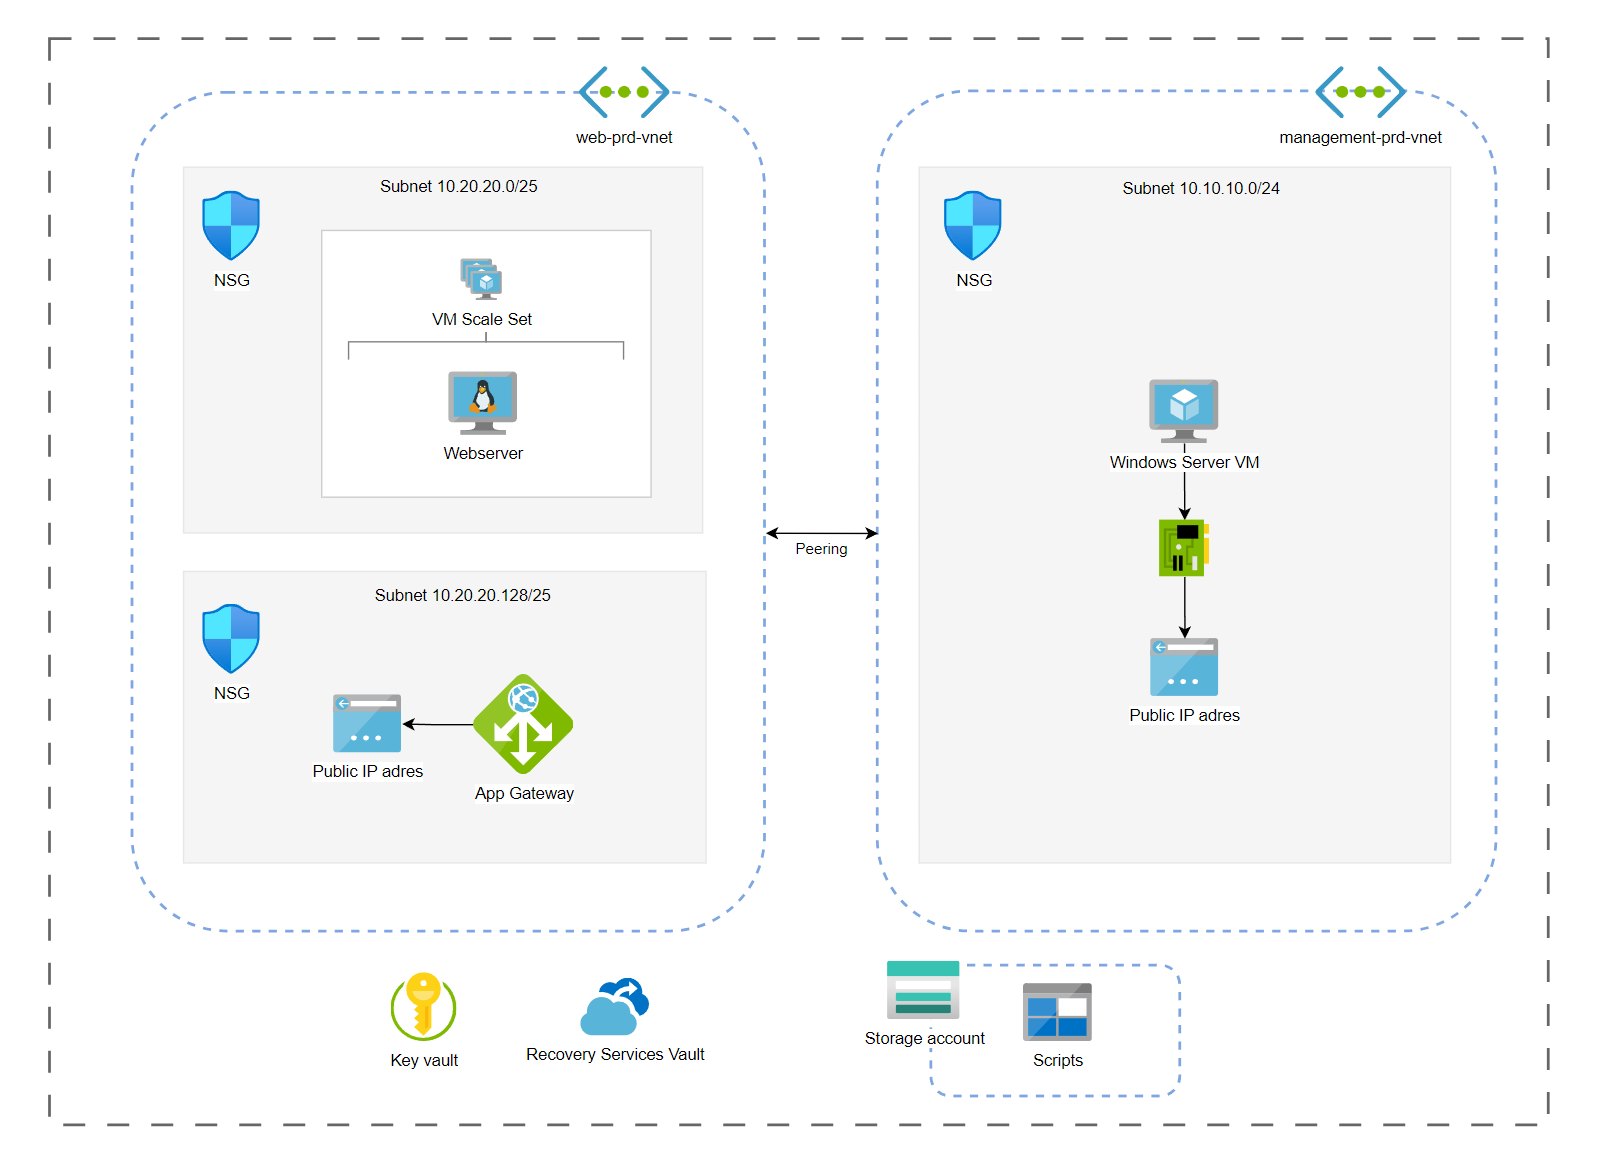 web-prd-vnet
management-prd-vnet
Subnet 10.20.20.0/25
NSG
VM Scale Set
Webserver
Subnet 10.10.10.0/24
NSG
Windows Server VM
Public IP adres
Peering
Subnet 10.20.20.128/25
NSG
Public IP adres
App Gateway
Key vault
Recovery Services Vault
Storage account
Scripts